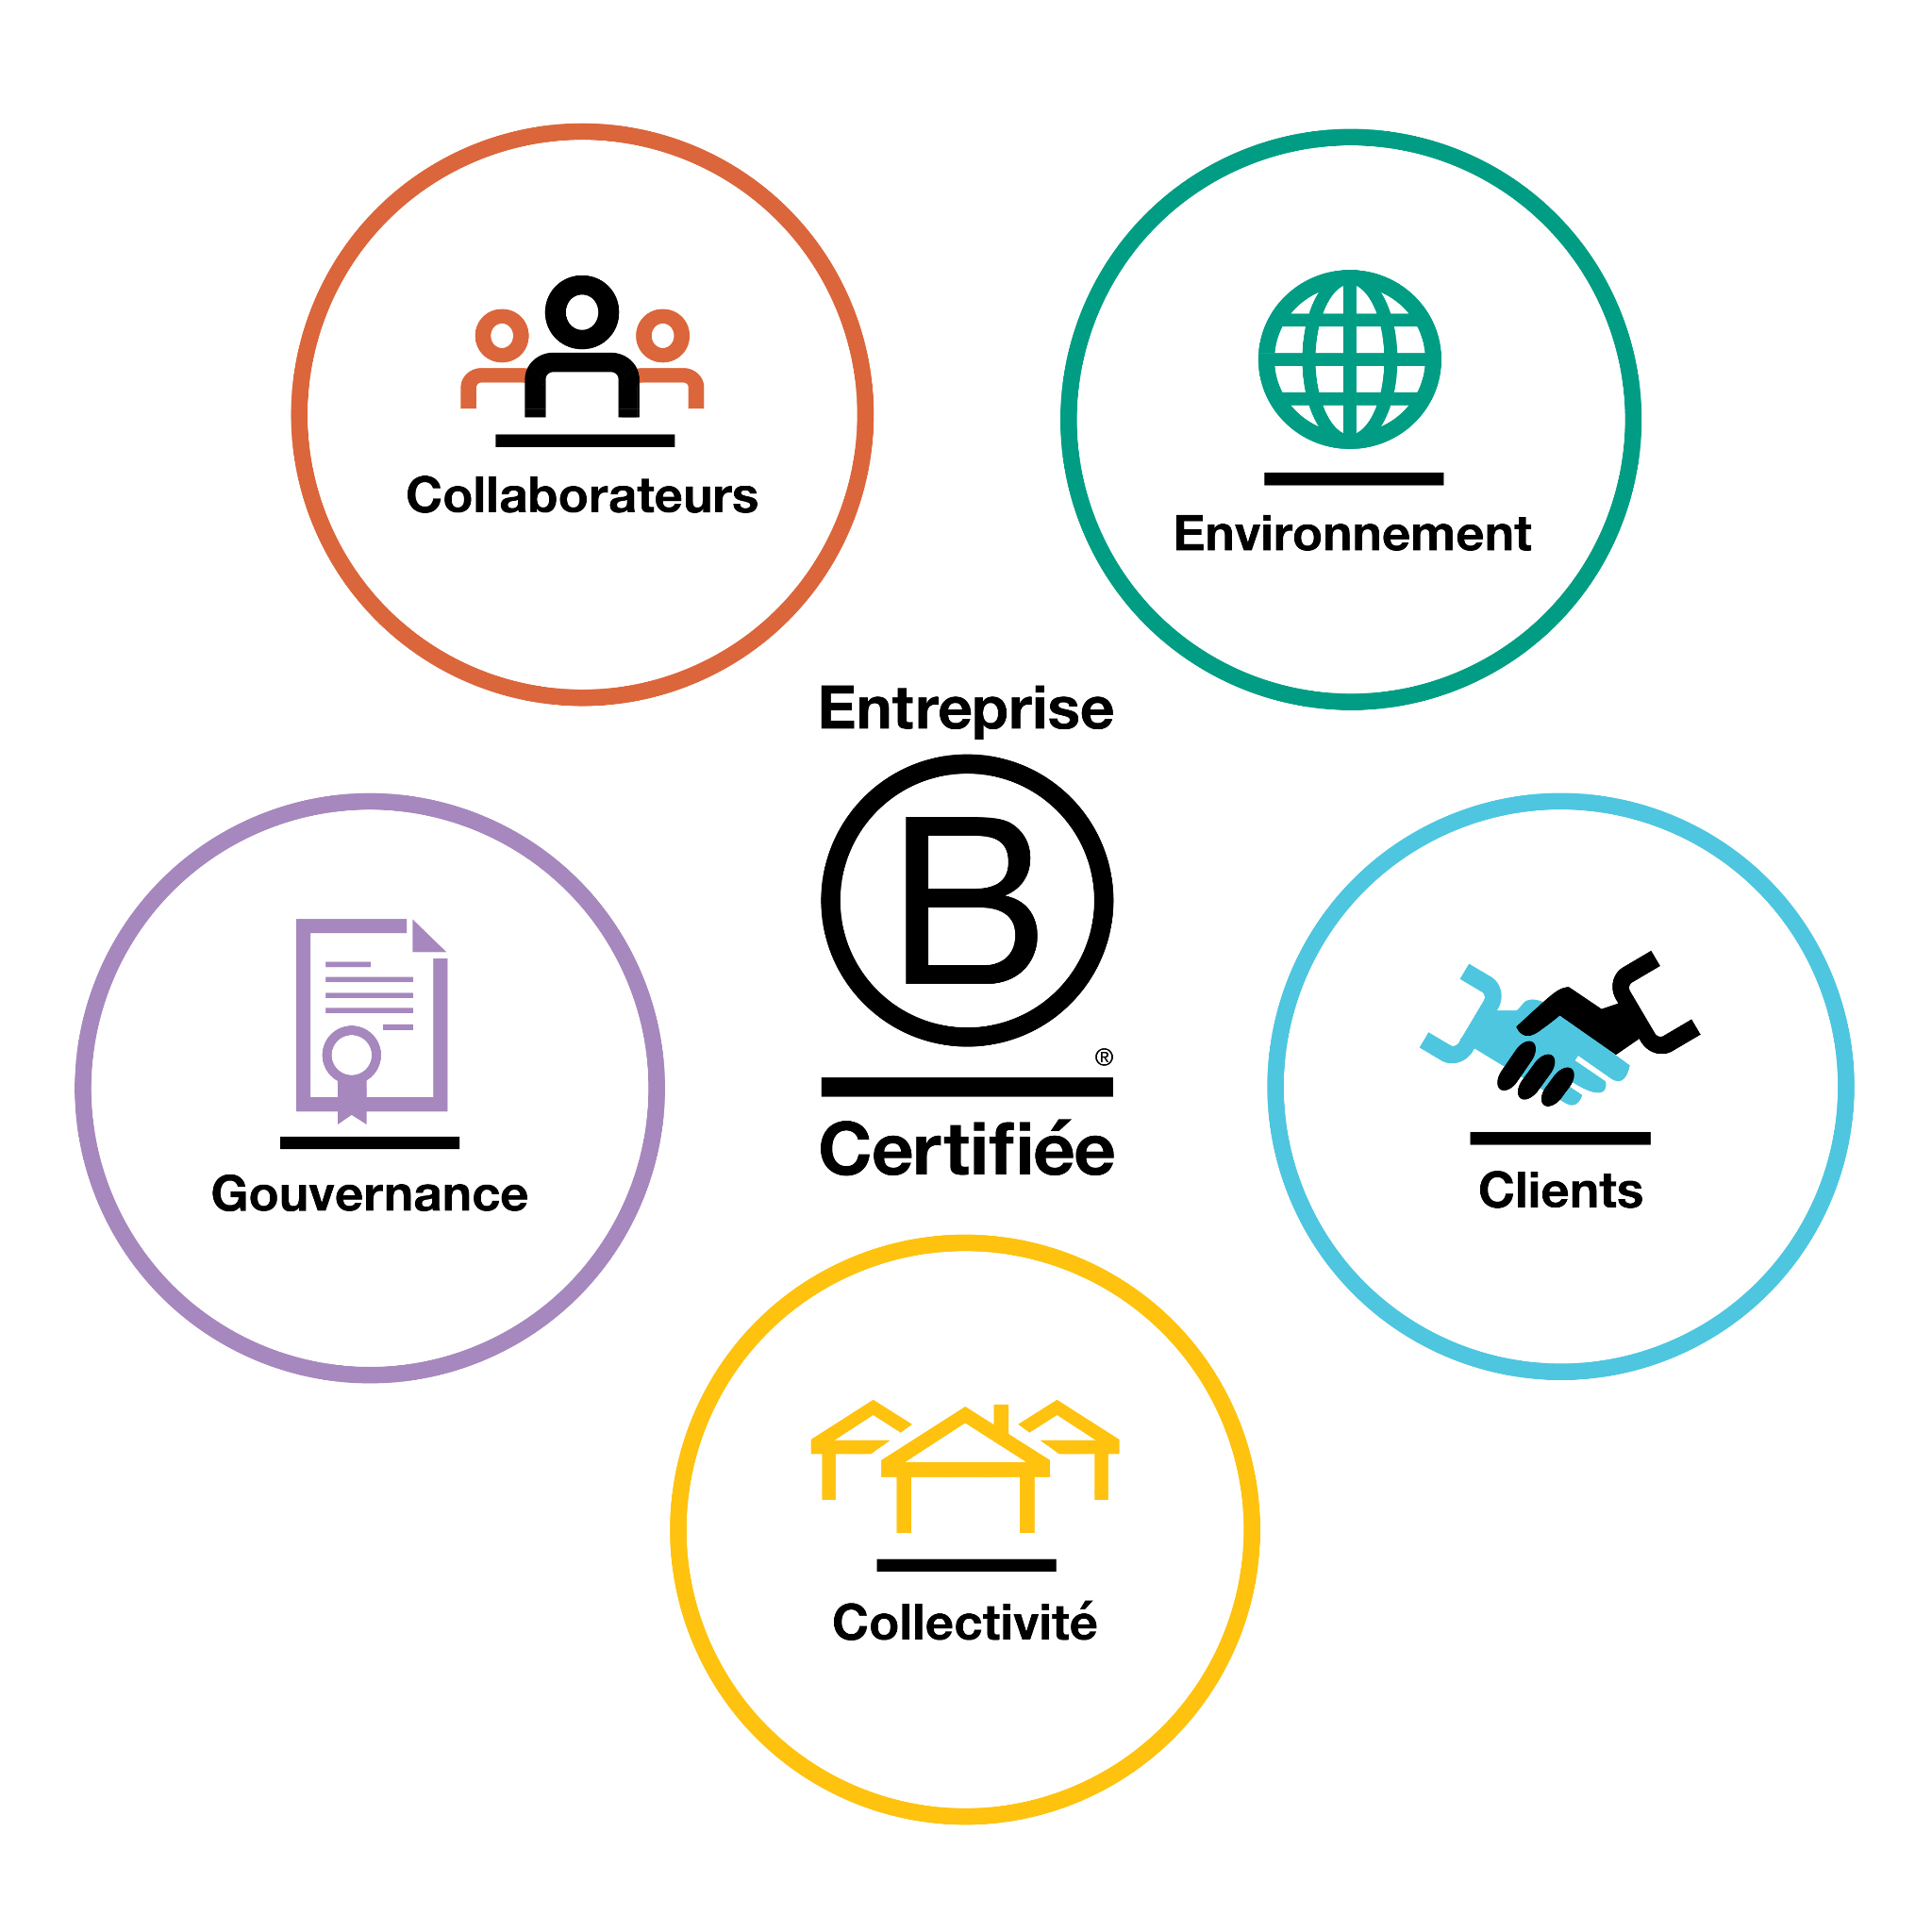 Collaborateurs
Environnement
Entreprise
B
®
Certifiée
Gouvernance
Clients
Collectivité